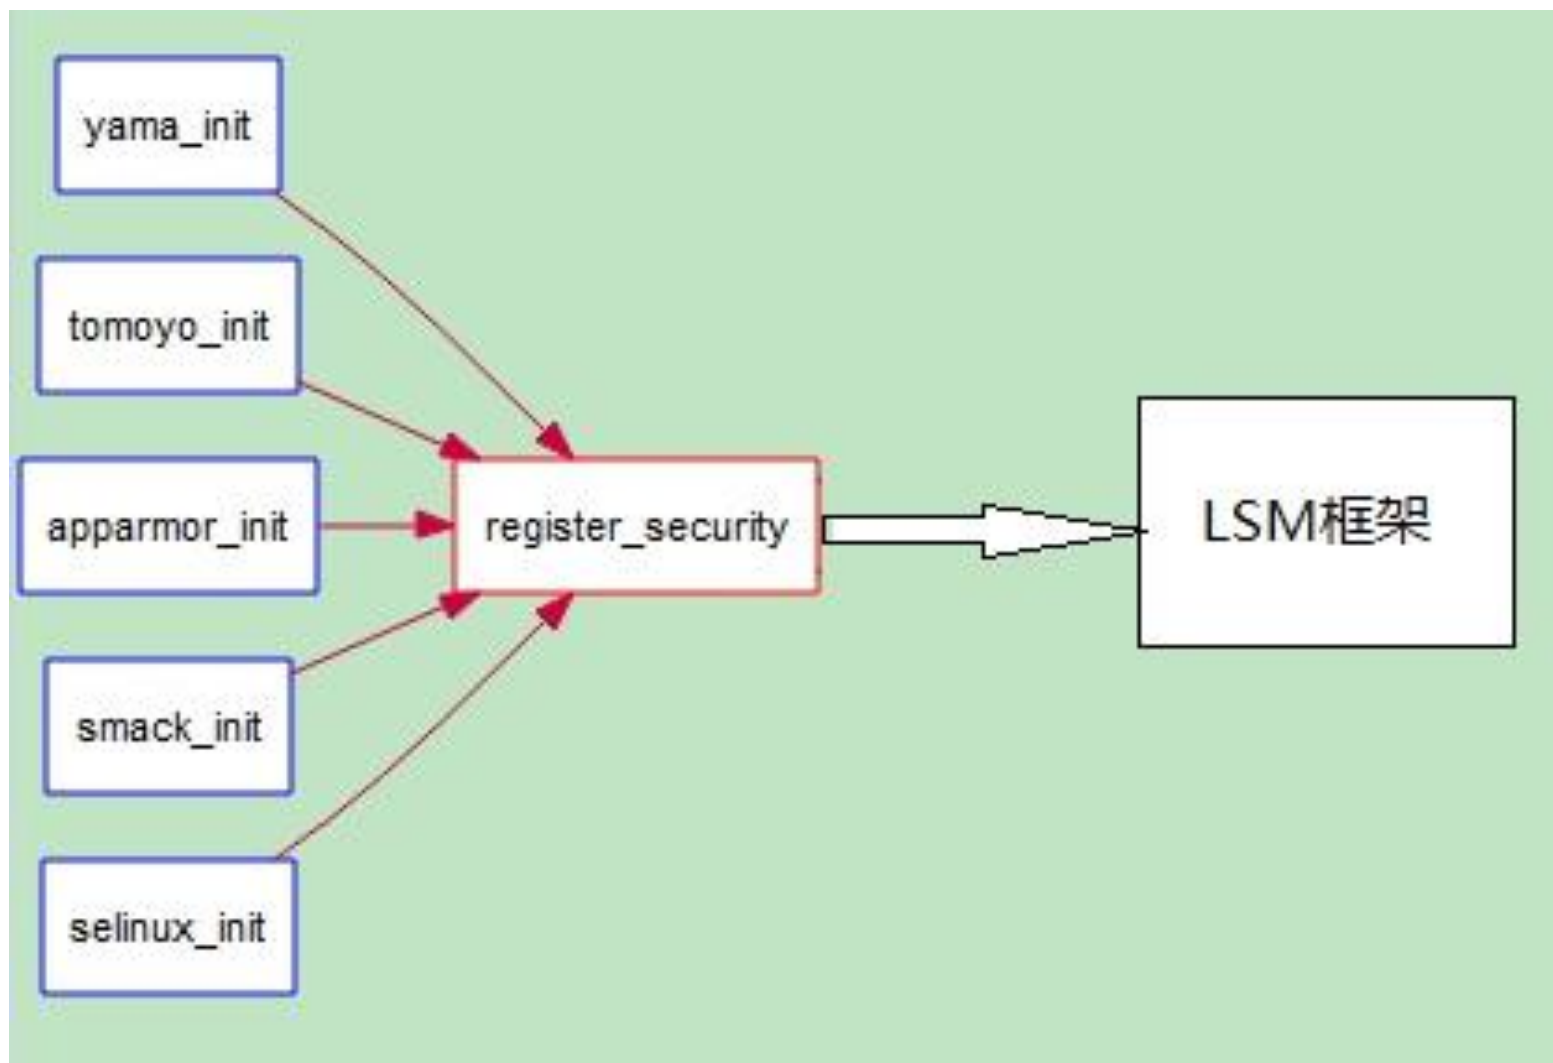 yama_init
tomoyo_init
apparmor_init
register_security
LSM框架
smack_init
selinux_init